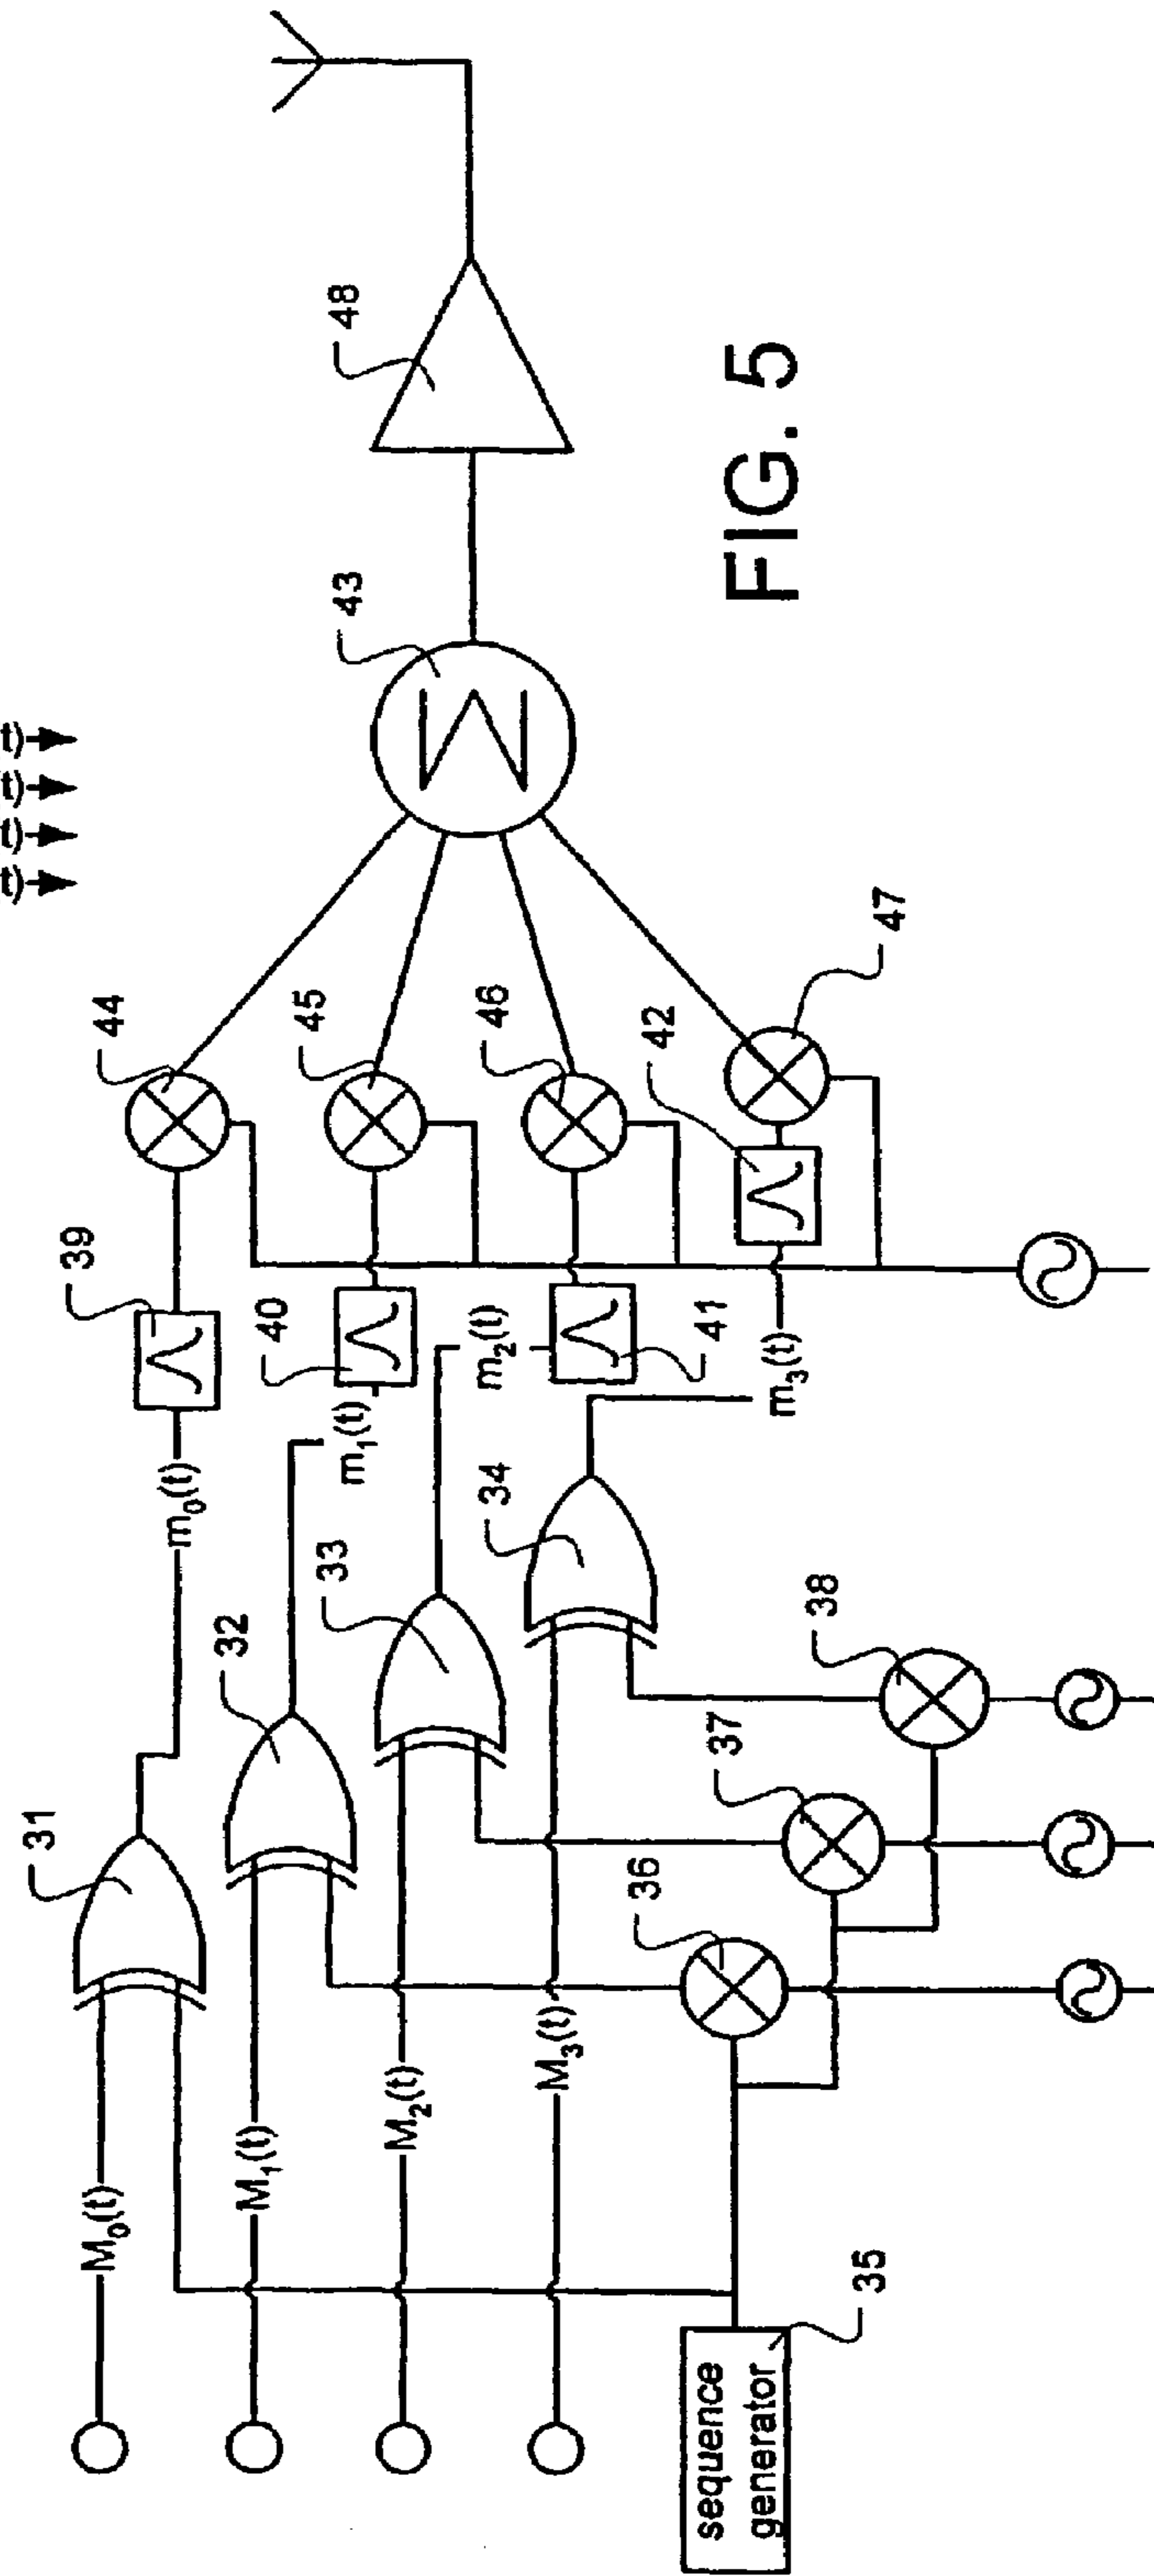 t)
t)
t)
t)
M₀(t)
M₁(t)
M₂(t)
M₃(t)
sequence
generator
35
31
32
33
34
36
37
38
m₀(t)
m₁(t)
m₂(t)
m₃(t)
39
40
41
42
44
45
46
47
43
48
FIG. 5